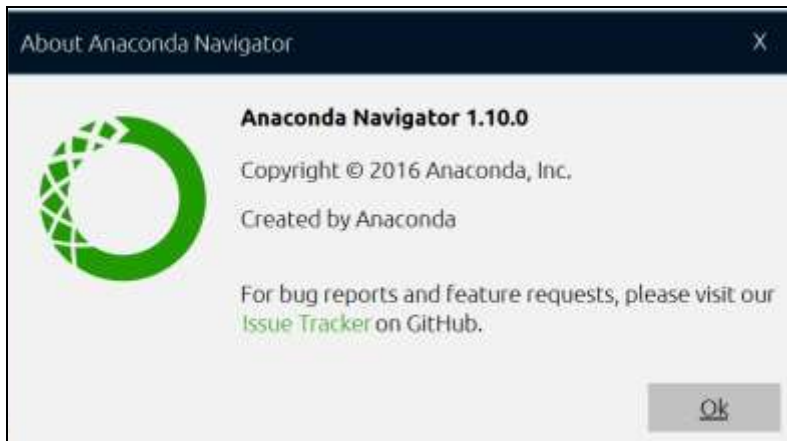 About Anaconda Navigator X
Anaconda Navigator 1.10.0
Copyright © 2016 Anaconda, Inc.
Created by Anaconda
For bug reports and feature requests, please visit our
Issue Tracker on GitHub.
Ok